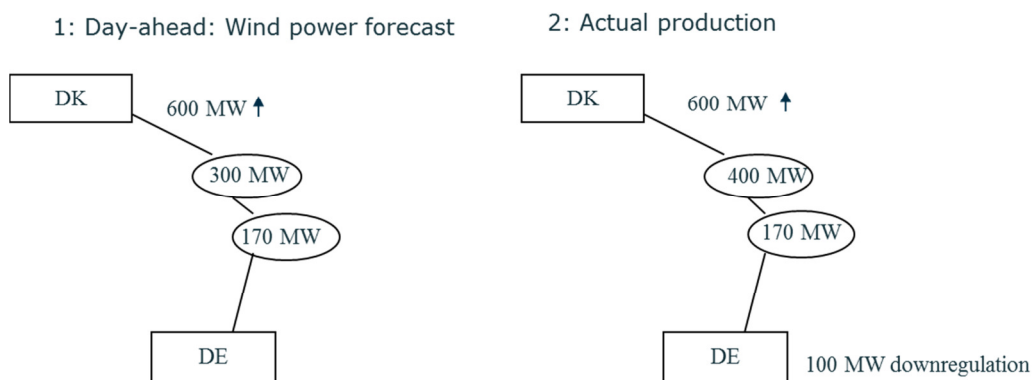 1: Day-ahead: Wind power forecast
DK
600 MW
300 MW
170 MW
DE
2: Actual production
DK
600 MW
400 MW
170 MW
DE
100 MW downregulation